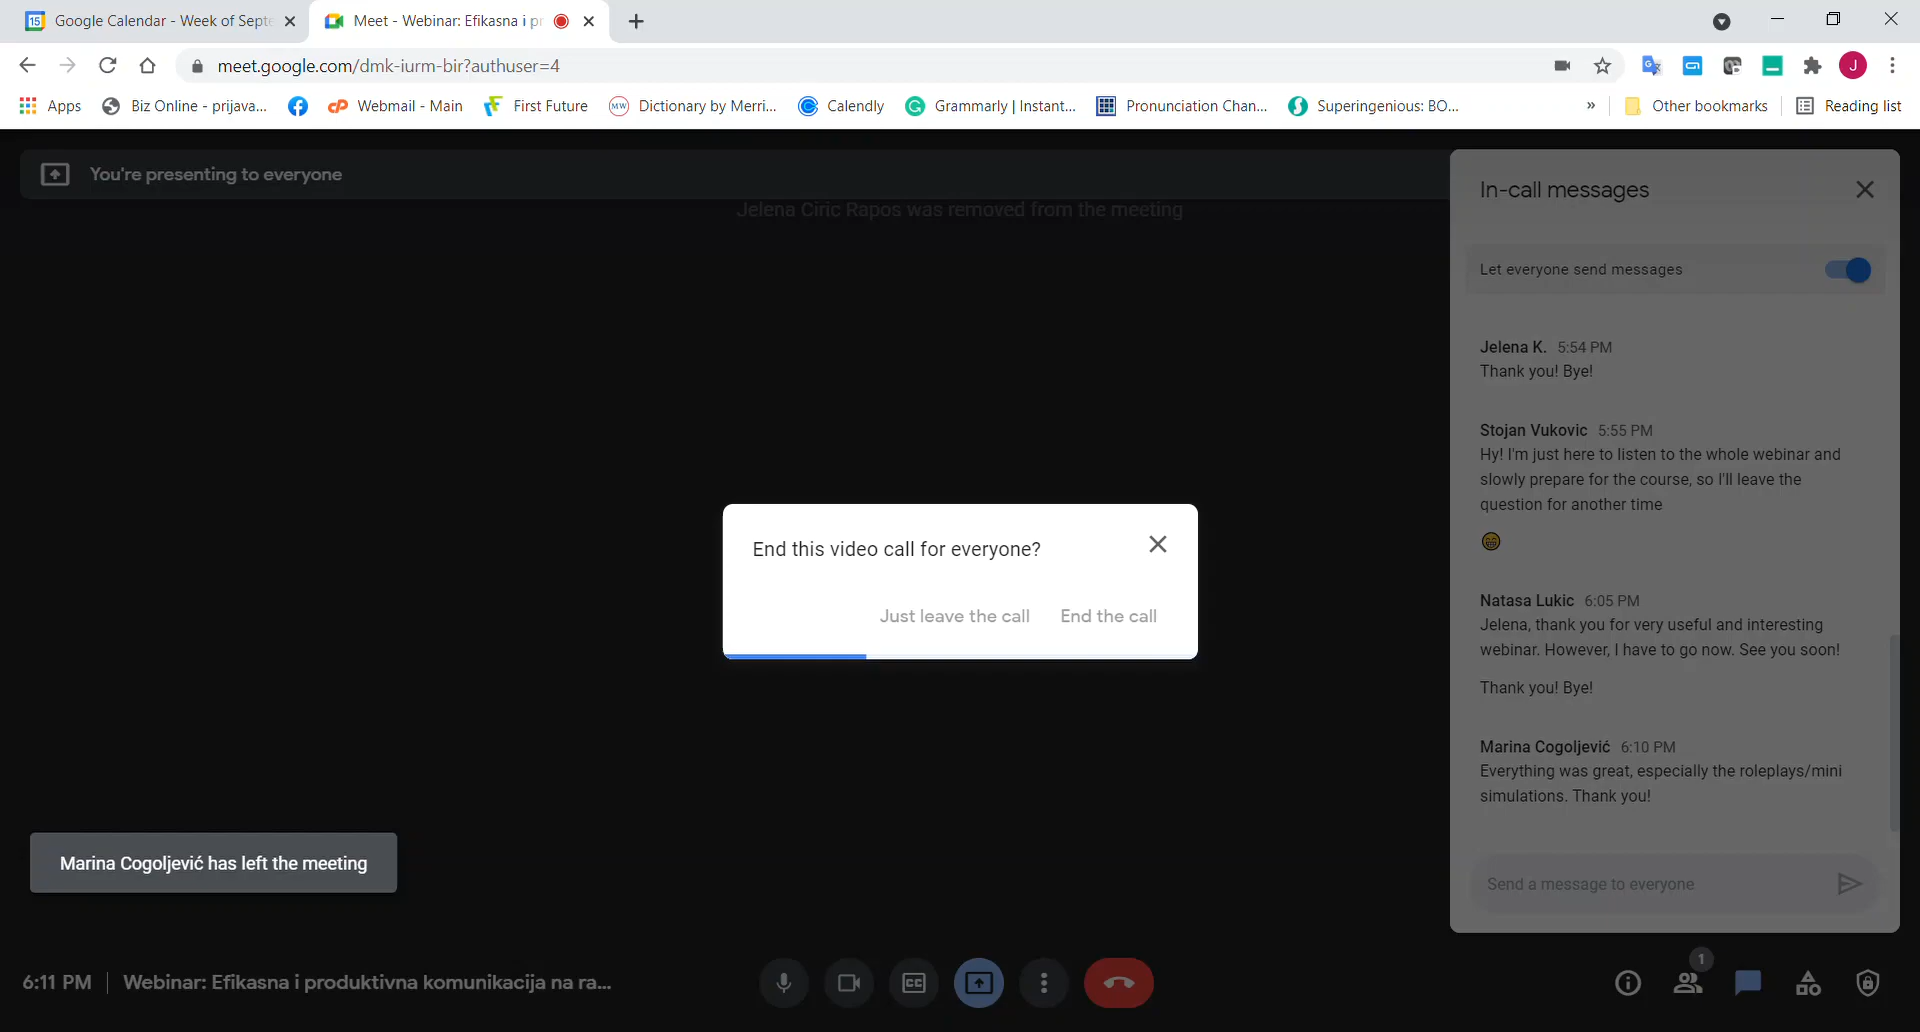 Google Calendar - Week of Septe
Meet - Webinar: Efikasna i pr
meet.google.com/dmk-iurm-bir?authuser=4
J
Apps
Biz Online - prijava...
Webmail - Main
First Future
Dictionary by Merri...
Calendly
Grammarly | Instant...
Pronunciation Chan...
Superingenious: BO...
»
Other bookmarks
Reading list
You're presenting to everyone
Jelena Ciric Rapos was removed from the meeting
In-call messages
Let everyone send messages
Jelena K. 5:54 PM
Thank you! Bye!
Stojan Vukovic 5:55 PM
Hy! I'm just here to listen to the whole webinar and
slowly prepare for the course, so I'll leave the
question for another time
😁
Natasa Lukic 6:05 PM
Jelena, thank you for very useful and interesting
webinar. However, I have to go now. See you soon!
Thank you! Bye!
Marina Cogoljević 6:10 PM
Everything was great, especially the roleplays/mini
simulations. Thank you!
Send a message to everyone
End this video call for everyone?
Just leave the call
End the call
Marina Cogoljević has left the meeting
6:11 PM
Webinar: Efikasna i produktivna komunikacija na ra...
CC
1